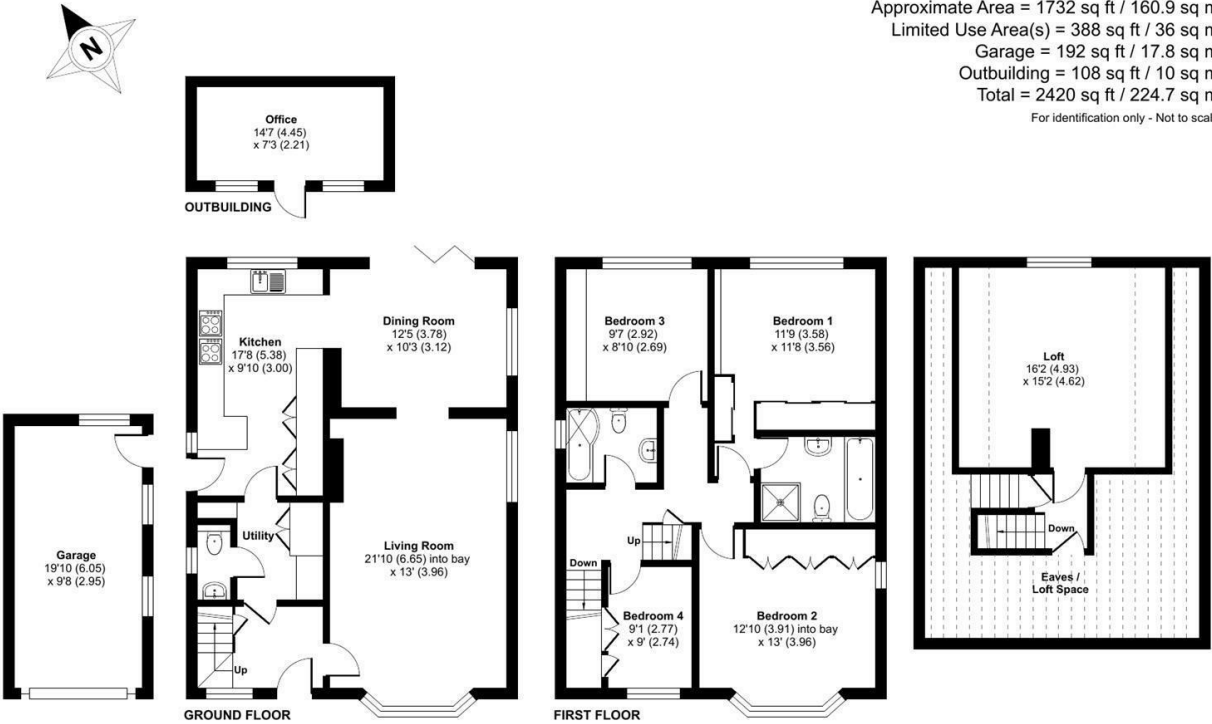 Approximate Area = 1732 sq ft / 160.9 sq m
Limited Use Area(s) = 388 sq ft / 36 sq m
Garage = 192 sq ft / 17.8 sq m
Outbuilding = 108 sq ft / 10 sq m
Total = 2420 sq ft / 224.7 sq m
For identification only - Not to scal
N
Office
14'7 (4.45)
x 7'3 (2.21)
OUTBUILDING
Kitchen
17'8 (5.38)
x 9'10 (3.00)
Dining Room
12'5 (3.78)
x 10'3 (3.12)
Utility
Living Room
21'10 (6.65) into bay
x 13' (3.96)
Up
Garage
19'10 (6.05)
x 9'8 (2.95)
GROUND FLOOR
Bedroom 3
9'7 (2.92)
x 8'10 (2.69)
Bedroom 1
11'9 (3.58)
x 11'8 (3.56)
Up
Down
Bedroom 4
9'1 (2.77)
x 9' (2.74)
Bedroom 2
12'10 (3.91) into bay
x 13' (3.96)
FIRST FLOOR
Loft
16'2 (4.93)
x 15'2 (4.62)
Down
Eaves /
Loft Space